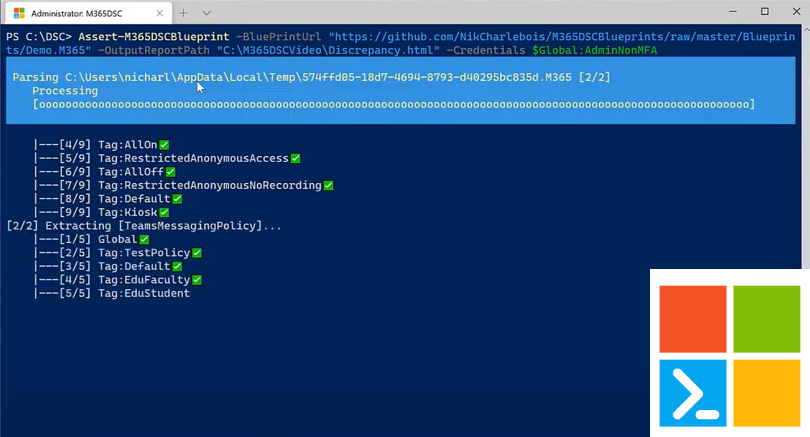 Administrator: M365DSC
PS C:\DSC> Assert-M365DSCBlueprint -BluePrintUrl "https://github.com/NikCharlebois/M365DSCBlueprints/raw/master/Blueprin
ts/Demo.M365" -OutputReportPath "C:\M365DSCVideo\Discrepancy.html" -Credentials $Global:AdminNonMFA
Parsing C:\Users\nicharl\AppData\Local\Temp\574ffd05-18d7-4694-8793-d40295bc835d.M365 [2/2]
Processing
[oooooooooooooooooooooooooooooooooooooooooooooooooooooooooooooooooooooooooooooooooooooooooooooooooooooooooooo]
|---[4/9] Tag:AllOn✅
|---[5/9] Tag:RestrictedAnonymousAccess✅
|---[6/9] Tag:AllOff✅
|---[7/9] Tag:RestrictedAnonymousNoRecording✅
|---[8/9] Tag:Default✅
|---[9/9] Tag:Kiosk✅
[2/2] Extracting [TeamsMessagingPolicy]...
|---[1/5] Global✅
|---[2/5] Tag:TestPolicy✅
|---[3/5] Tag:Default✅
|---[4/5] Tag:EduFaculty✅
|---[5/5] Tag:EduStudent